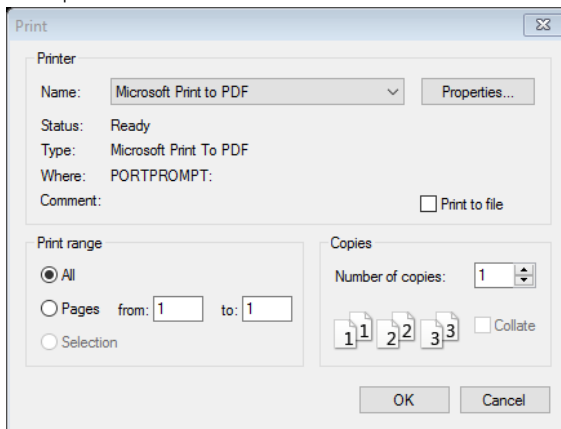 Print
Printer
Name: Microsoft Print to PDF Properties...
Status: Ready
Type: Microsoft Print To PDF
Where: PORTPROMPT:
Comment: Print to file
Print range
All
Pages from: 1 to: 1
Selection
Copies
Number of copies: 1
1 1 2 2 3 3 Collate
OK Cancel